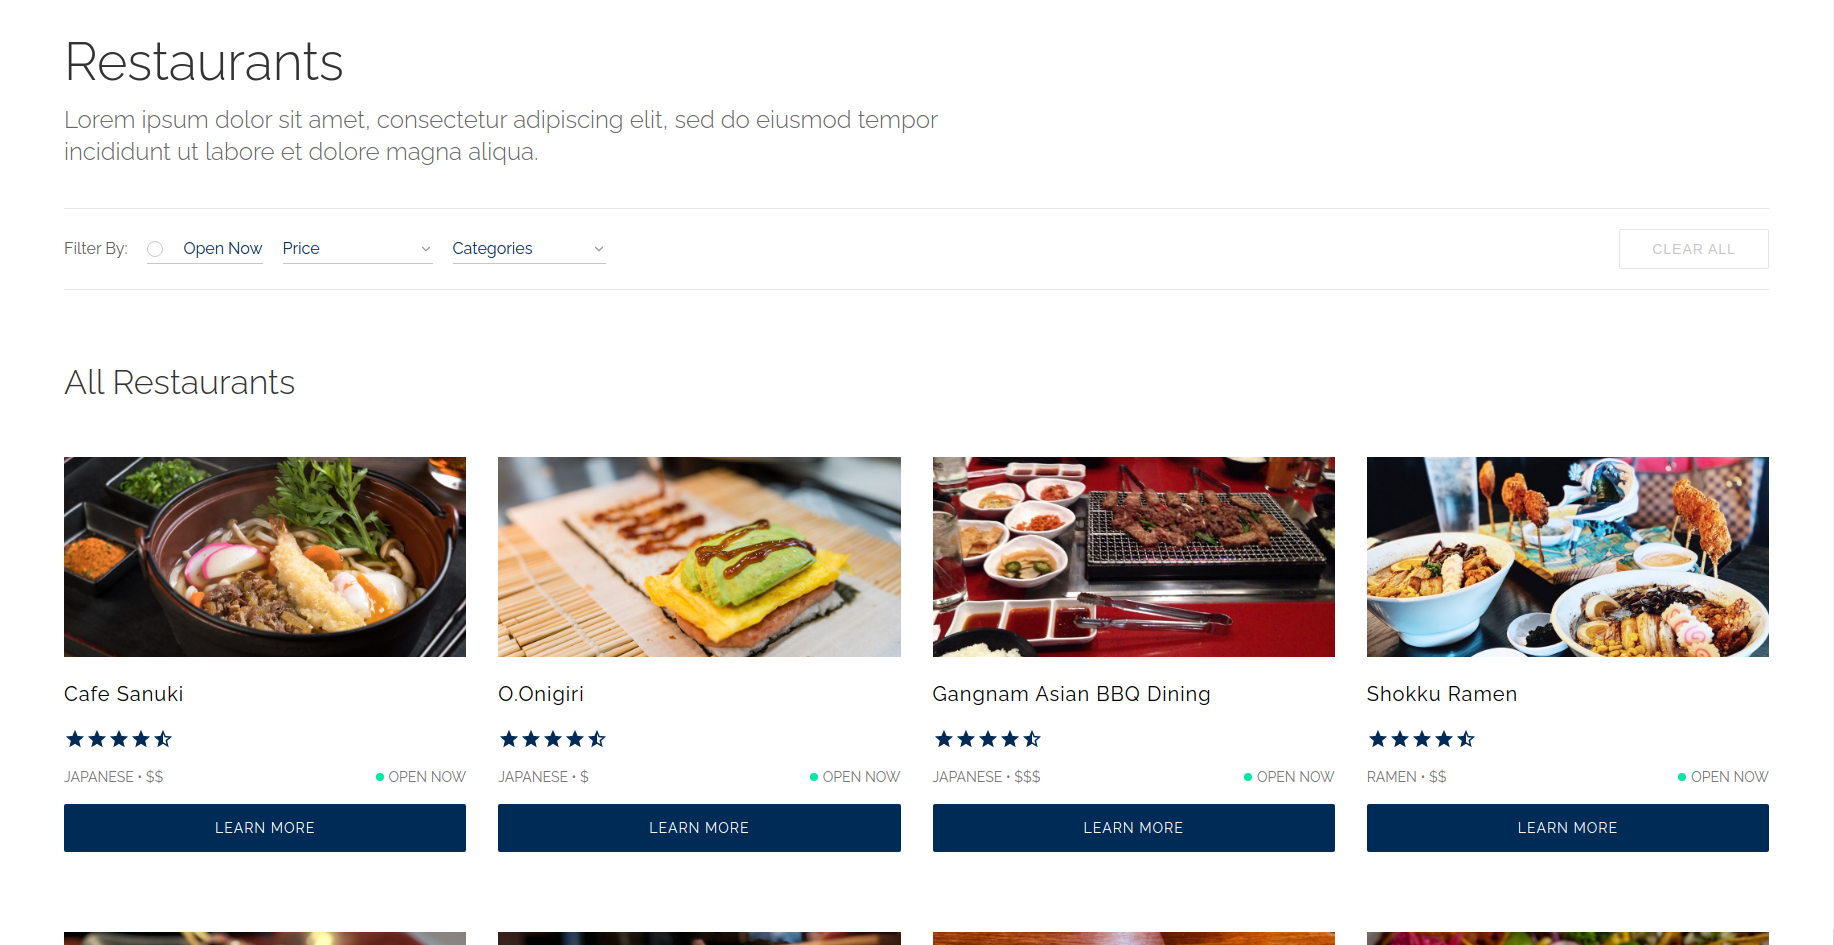 Restaurants
Lorem ipsum dolor sit amet, consectetur adipiscing elit, sed do eiusmod tempor
incididunt ut labore et dolore magna aliqua.
Filter By: Open Now Price Categories CLEAR ALL
All Restaurants
Cafe Sanuki
JAPANESE • $$ OPEN NOW
LEARN MORE
O.Onigiri
JAPANESE • $ OPEN NOW
LEARN MORE
Gangnam Asian BBQ Dining
JAPANESE • $$$ OPEN NOW
LEARN MORE
Shokku Ramen
RAMEN • $$ OPEN NOW
LEARN MORE